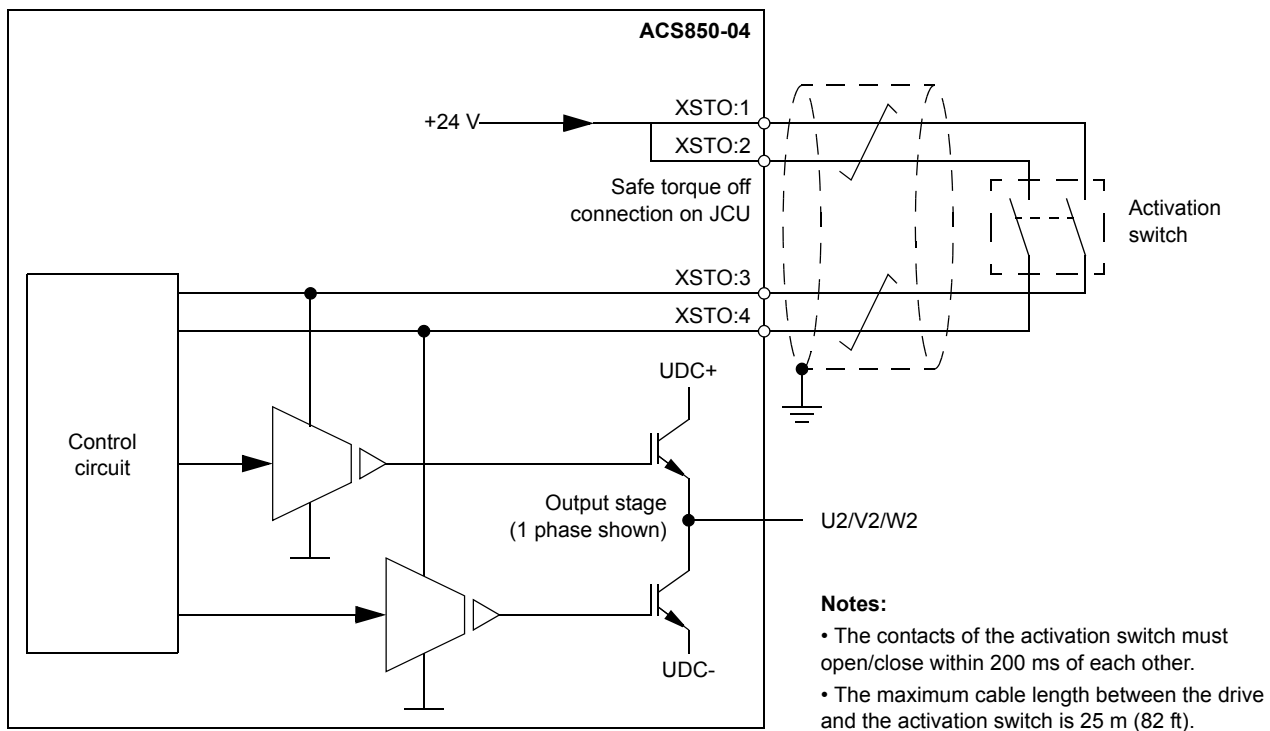 ACS850-04
XSTO:1
+24 V
XSTO:2
Safe torque off
connection on JCU
Activation
switch
XSTO:3
XSTO:4
UDC+
Control
circuit
Output stage
(1 phase shown)
U2/V2/W2
UDC-
Notes:
• The contacts of the activation switch must
open/close within 200 ms of each other.
• The maximum cable length between the drive
and the activation switch is 25 m (82 ft).